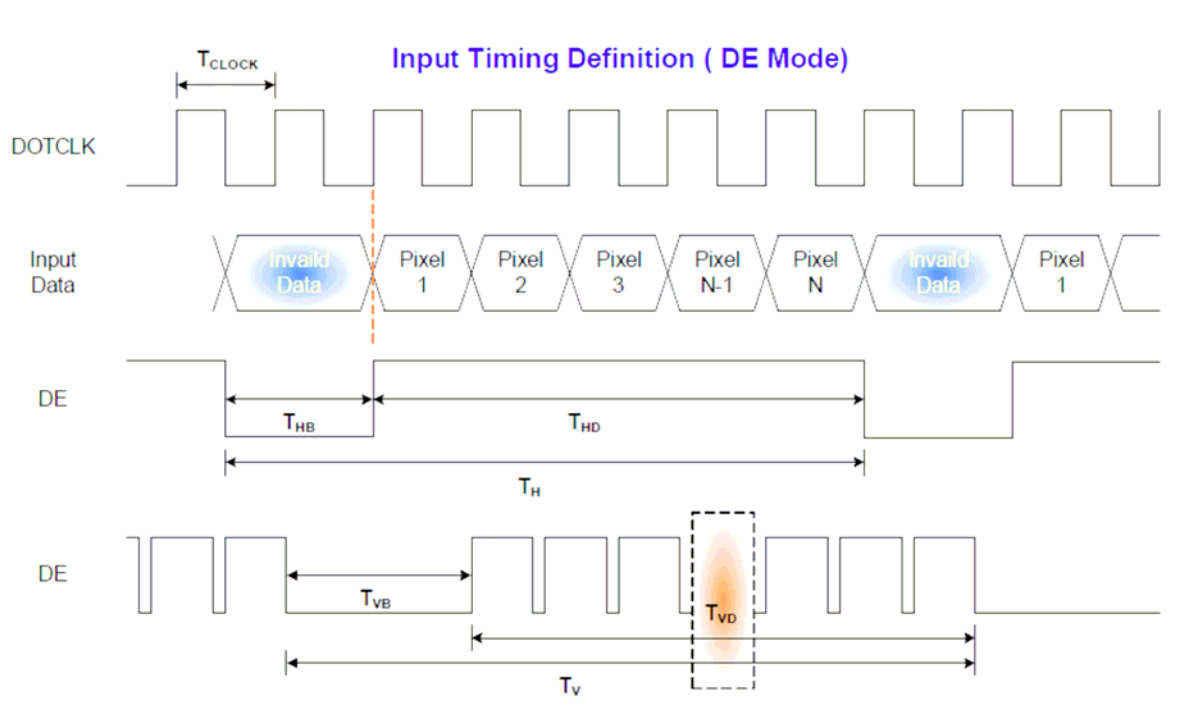 Input Timing Definition ( DE Mode)
TCLOCK
DOTCLK
Input
Data
Invaild
Data
Pixel
1
Pixel
2
Pixel
3
Pixel
N-1
Pixel
N
Invaild
Data
Pixel
1
DE
THB
THD
TH
DE
TVB
TVD
TV